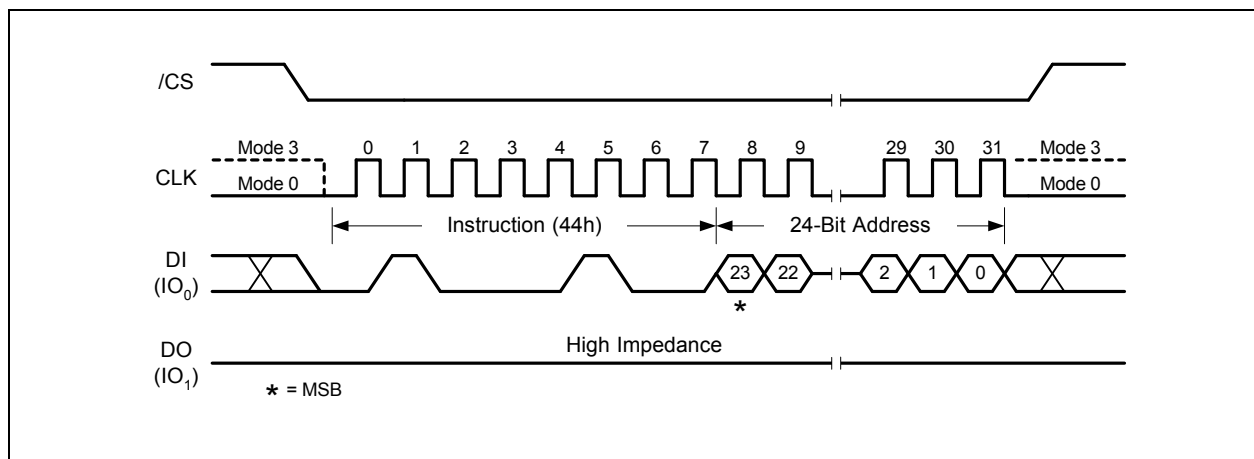 /CS
Mode 3 0 1 2 3 4 5 6 7 8 9 29 30 31 Mode 3
CLK Mode 0 Mode 0
Instruction (44h) 24-Bit Address
DI
(IO0) 23 22 2 1 0
*
DO High Impedance
(IO1)
* = MSB